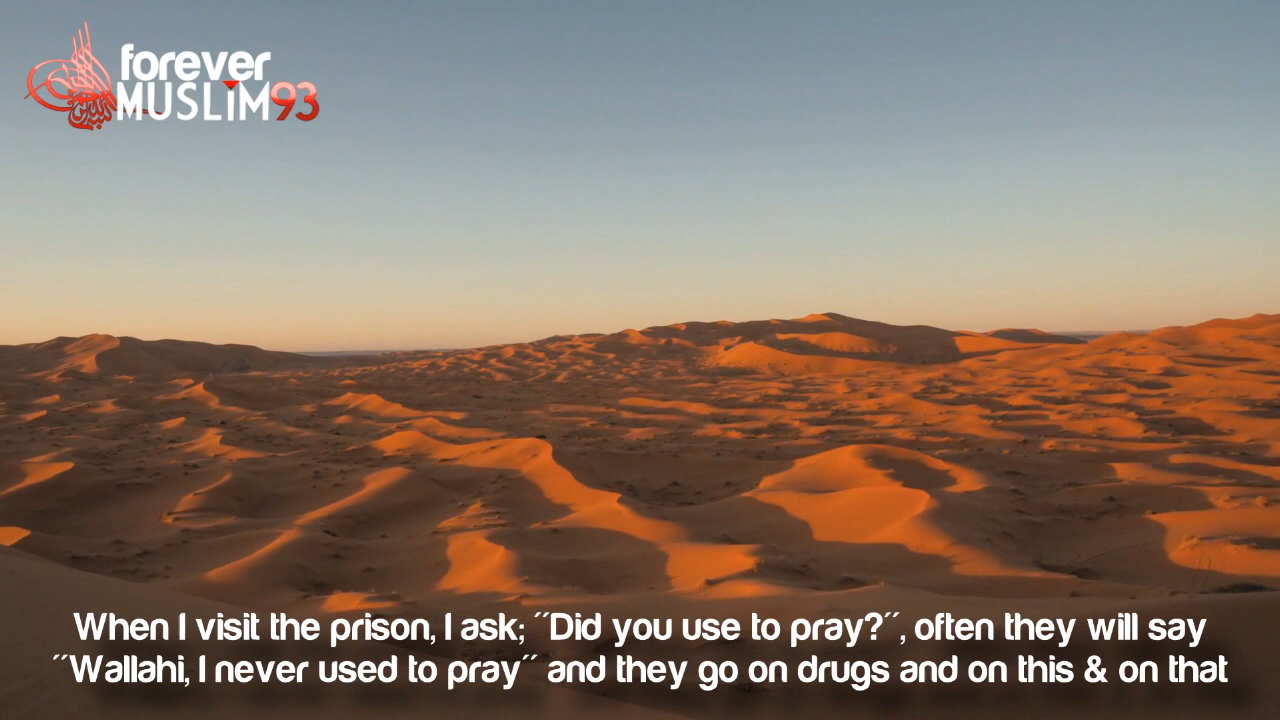 forever
MUSLiM93
When I visit the prison, I ask; "Did you use to pray?", often they will say
"Wallahi, I never used to pray" and they go on drugs and on this & on that